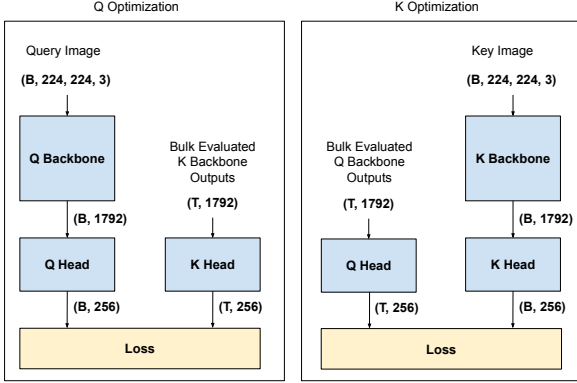 Q Optimization
Query Image
(B, 224, 224, 3)
Q Backbone
Bulk Evaluated
K Backbone
Outputs
(T, 1792)
(B, 1792)
Q Head
K Head
(B, 256)
(T, 256)
Loss
K Optimization
Key Image
(B, 224, 224, 3)
Bulk Evaluated
Q Backbone
Outputs
(T, 1792)
K Backbone
(B, 1792)
Q Head
K Head
(T, 256)
(B, 256)
Loss